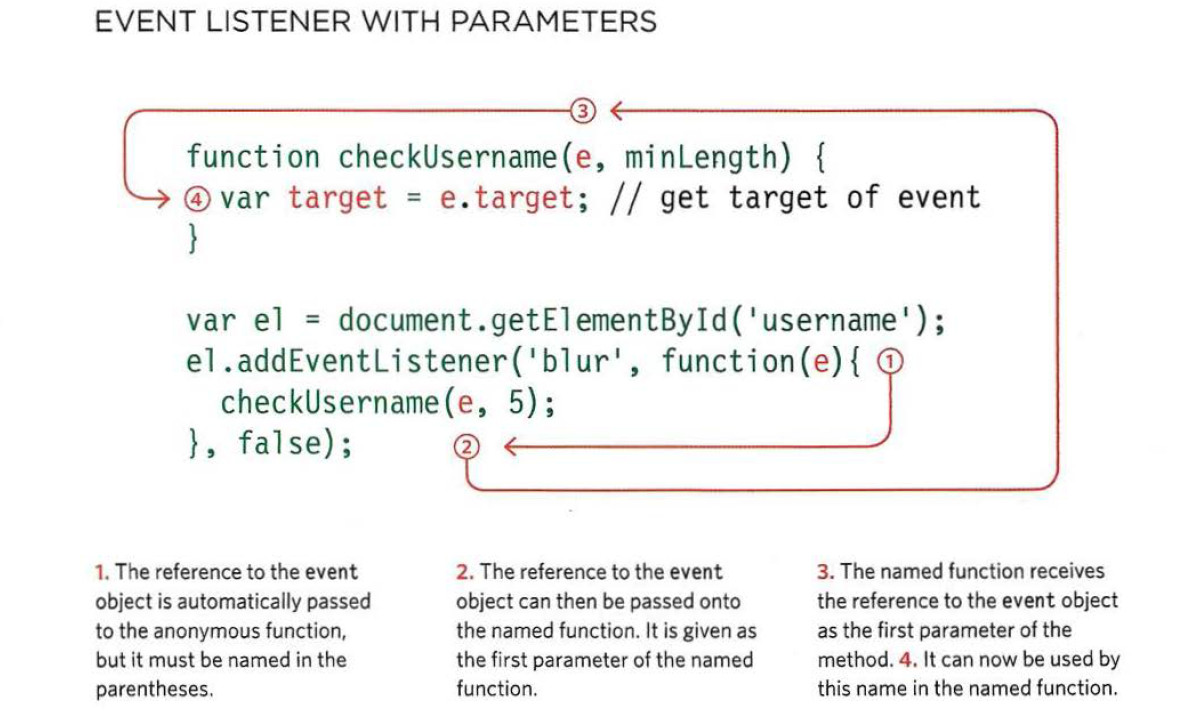 EVENT LISTENER WITH PARAMETERS
③
function checkUsername(e, minLength) {
④ var target = e.target; // get target of event
}
var el = document.getElementById('username');
el.addEventListener('blur', function(e){ ①
checkUsername(e, 5);
}, false); ②
1. The reference to the event
object is automatically passed
to the anonymous function,
but it must be named in the
parentheses.
2. The reference to the event
object can then be passed onto
the named function. It is given as
the first parameter of the named
function.
3. The named function receives
the reference to the event object
as the first parameter of the
method. 4. It can now be used by
this name in the named function.